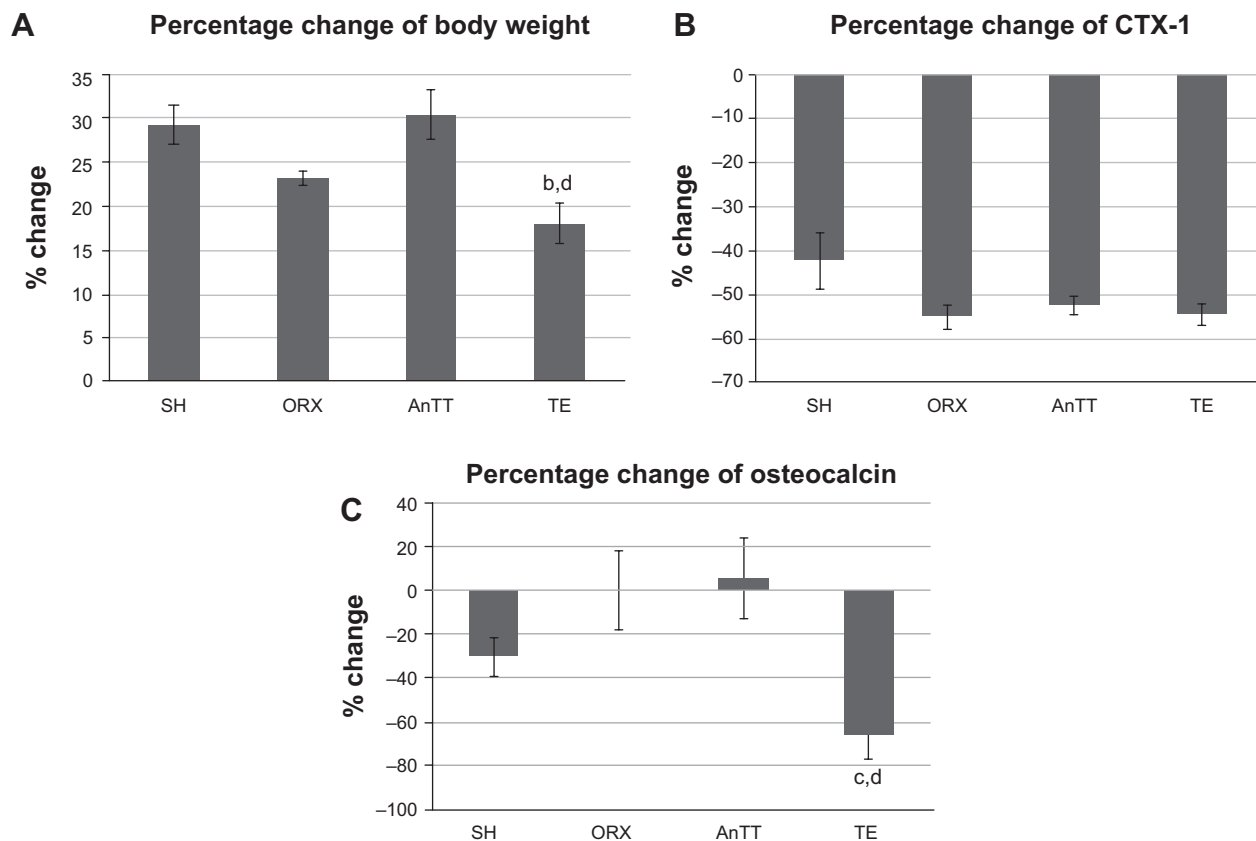 A
Percentage change of body weight
% change
35
30
25
20
15
10
5
0
b,d
SH ORX AnTT TE
B
Percentage change of CTX-1
% change
0
–10
–20
–30
–40
–50
–60
–70
SH ORX AnTT TE
C
Percentage change of osteocalcin
% change
40
20
0
–20
–40
–60
–80
–100
c,d
SH ORX AnTT TE